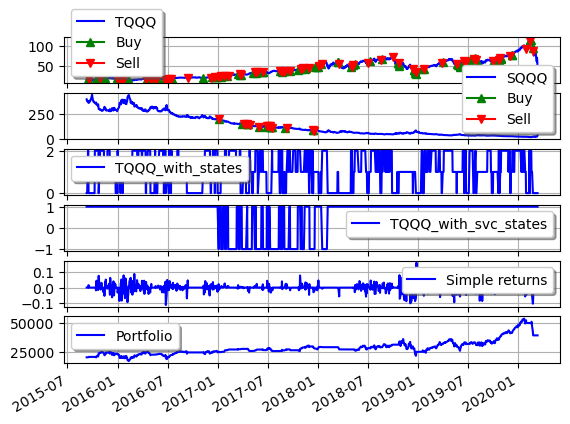 TQQQ
Buy
Sell
100
50
SQQQ
Buy
Sell
250
0
TQQQ_with_states
2
0
TQQQ_with_svc_states
1
0
−1
Simple returns
0.1
0.0
−0.1
Portfolio
50000
25000
2015-07
2016-01
2016-07
2017-01
2017-07
2018-01
2018-07
2019-01
2019-07
2020-01